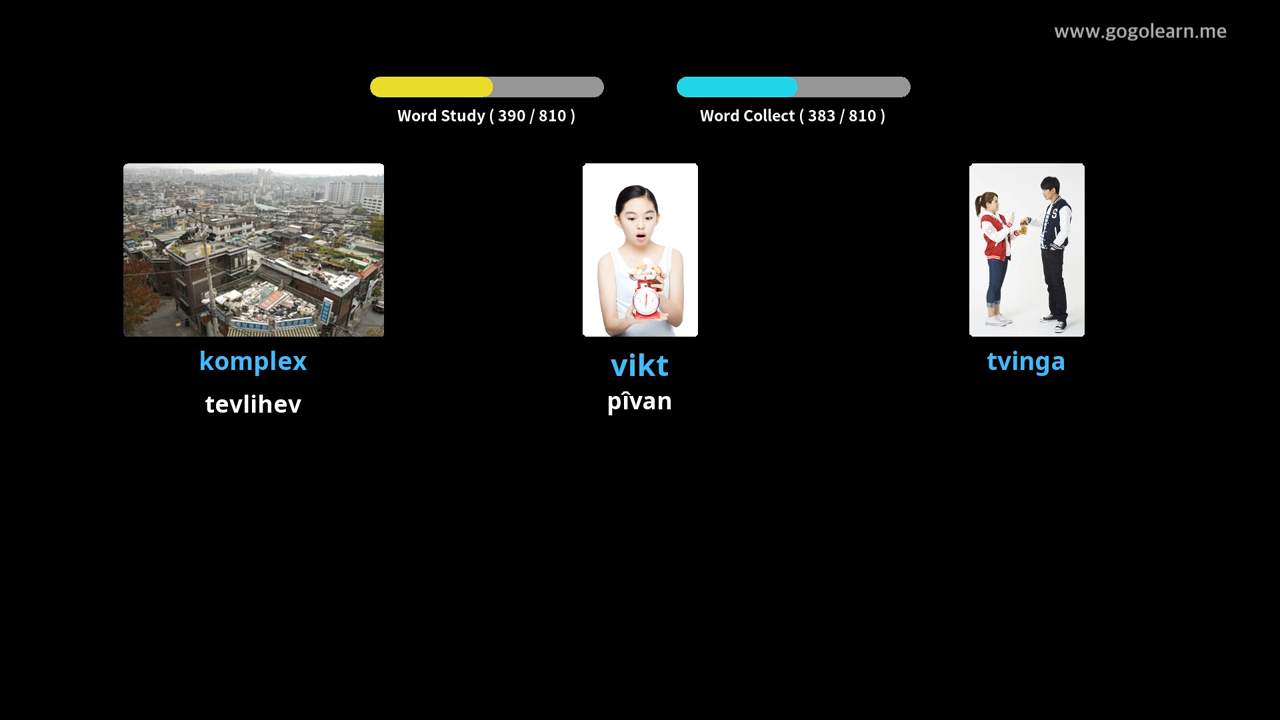 www.gogolearn.me
Word Study ( 390 / 810 )
Word Collect ( 383 / 810 )
komplex
vikt
tvinga
tevlihev
pîvan